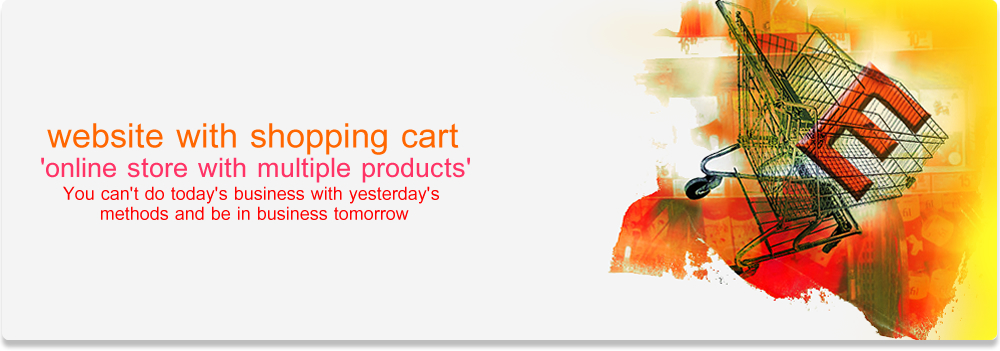 website with shopping cart
'online store with multiple products'
You can't do today's business with yesterday's
methods and be in business tomorrow
E